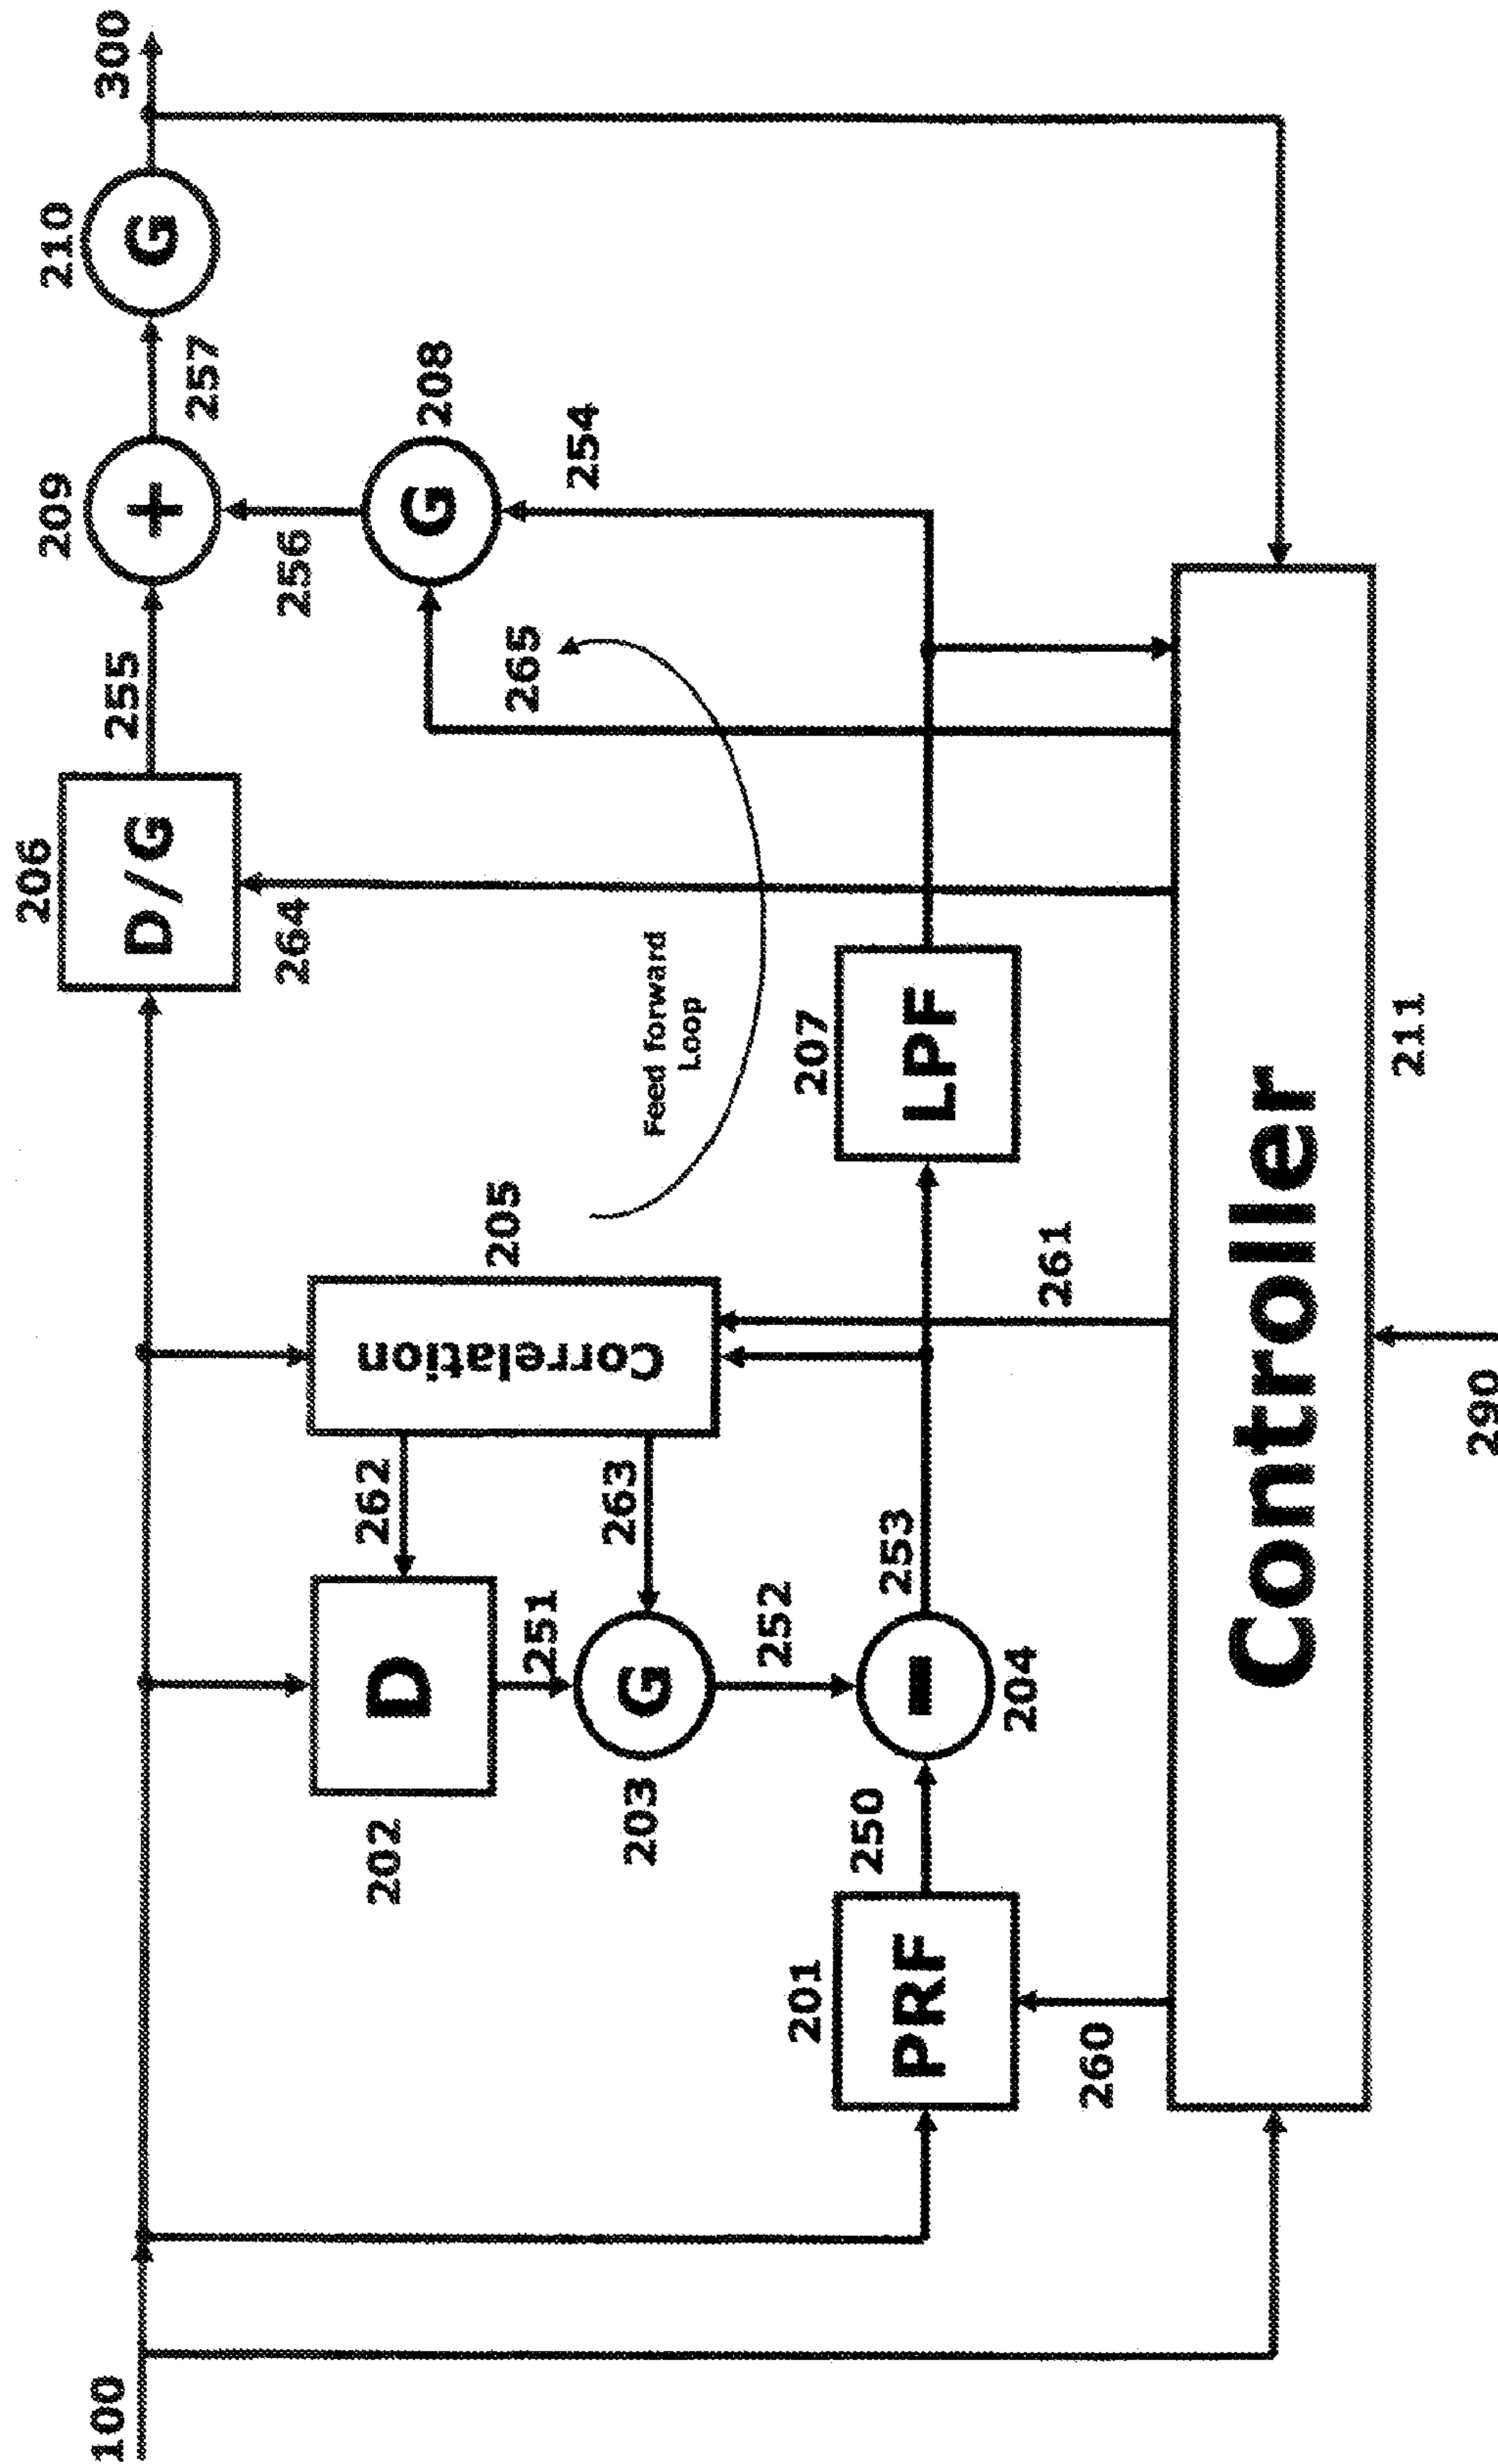 100
300
206
D/G
255
209
+
257
210
G
264
256
208
G
265
254
Feed forward
Loop
202
D
262
205
Correlation
251
263
203
G
252
201
PRF
250
204
−
253
207
LPF
260
261
Controller
211
290